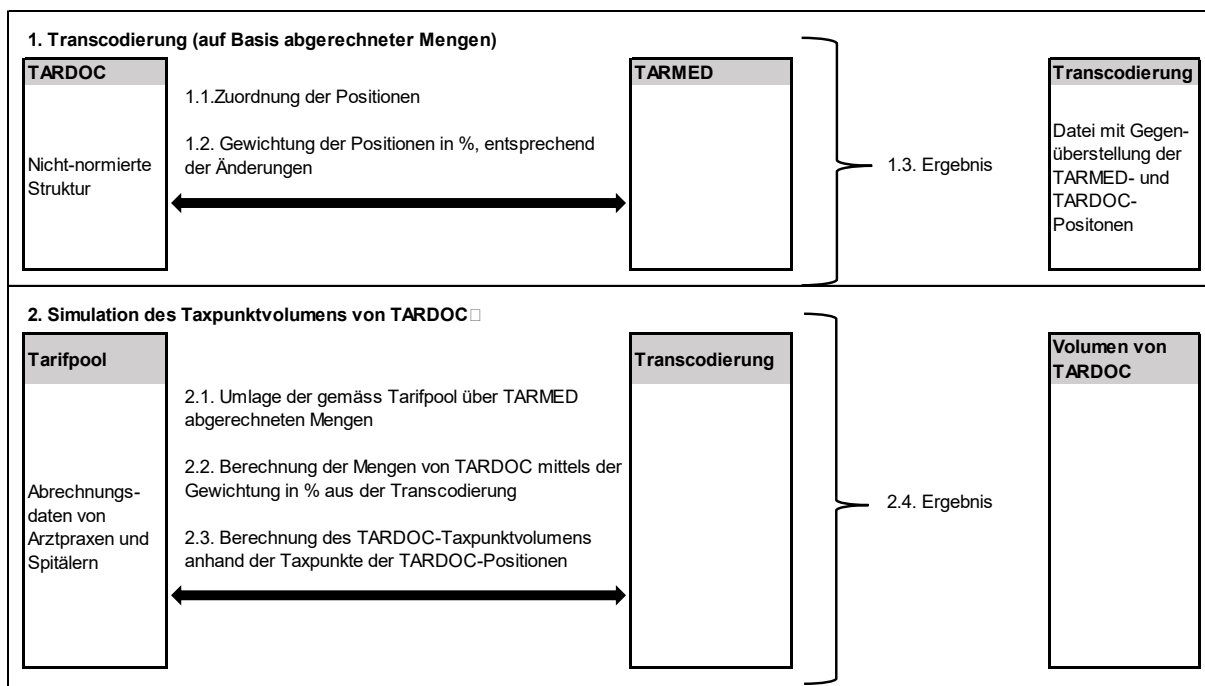 1. Transcodierung (auf Basis abgerechneter Mengen)
TARDOC
Nicht-normierte
Struktur
1.1.Zuordnung der Positionen
1.2. Gewichtung der Positionen in %, entsprechend
der Änderungen
TARMED
1.3. Ergebnis
Transcodierung
Datei mit Gegen-
überstellung der
TARMED- und
TARDOC-
Positonen
2. Simulation des Taxpunktvolumens von TARDOC□
Tarifpool
Abrechnungs-
daten von
Arztpraxen und
Spitälern
2.1. Umlage der gemäss Tarifpool über TARMED
abgerechneten Mengen
2.2. Berechnung der Mengen von TARDOC mittels der
Gewichtung in % aus der Transcodierung
2.3. Berechnung des TARDOC-Taxpunktvolumens
anhand der Taxpunkte der TARDOC-Positionen
Transcodierung
2.4. Ergebnis
Volumen von
TARDOC